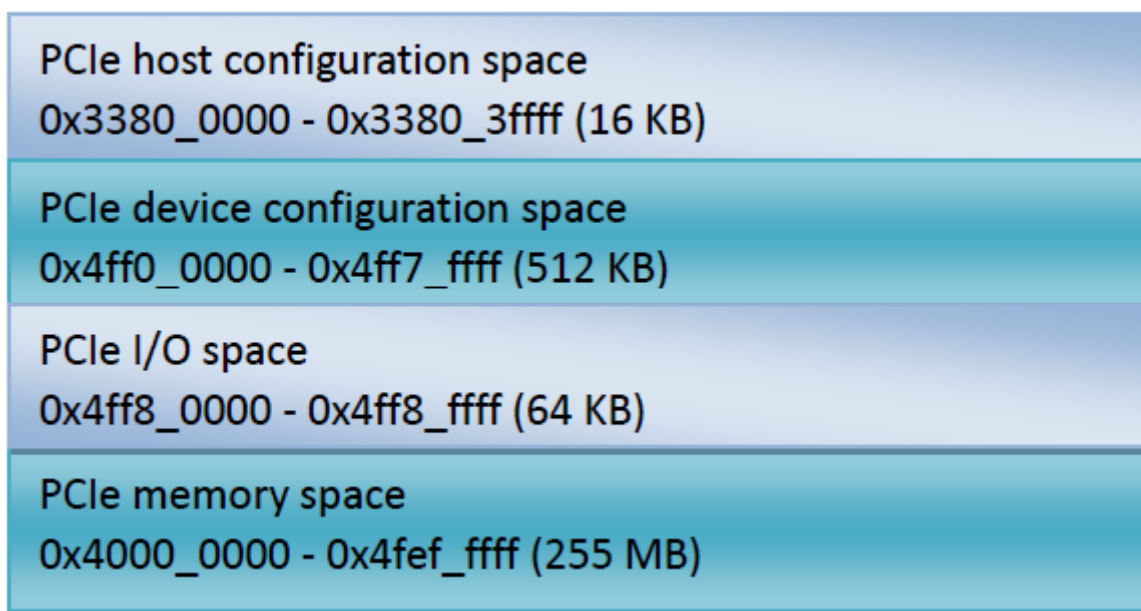 PCIe host configuration space
0x3380_0000 - 0x3380_3ffff (16 KB)
PCIe device configuration space
0x4ff0_0000 - 0x4ff7_ffff (512 KB)
PCIe I/O space
0x4ff8_0000 - 0x4ff8_ffff (64 KB)
PCIe memory space
0x4000_0000 - 0x4fef_ffff (255 MB)